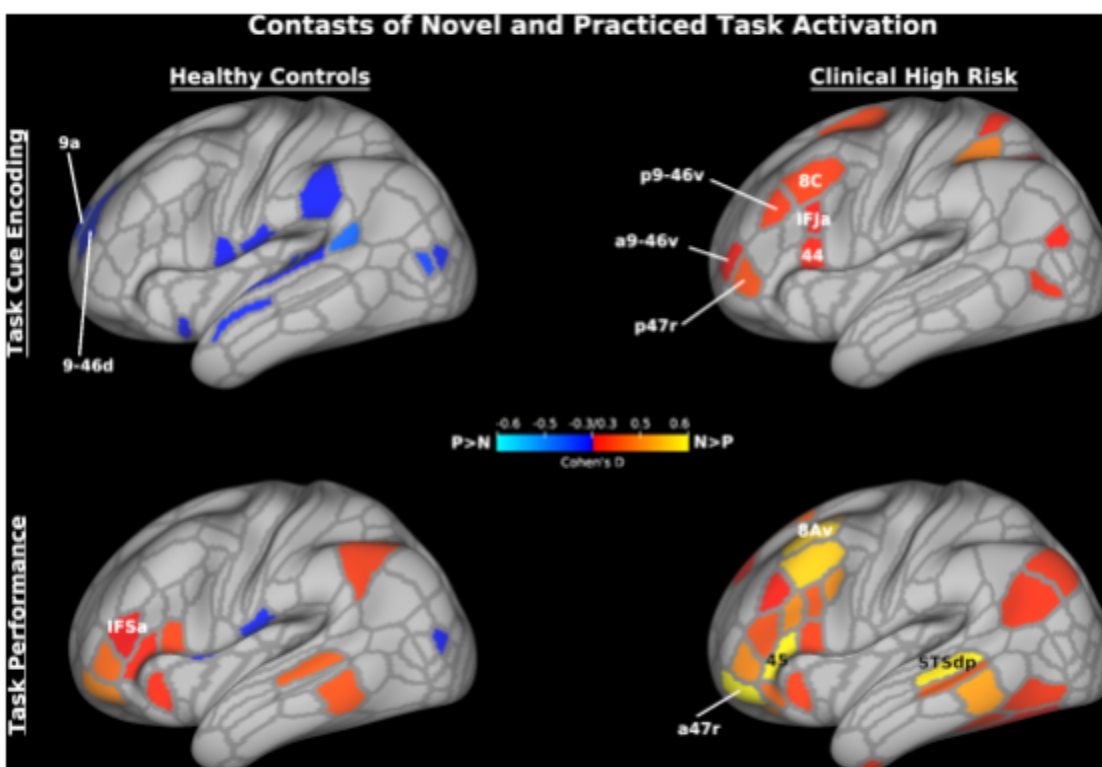 Contasts of Novel and Practiced Task Activation
Healthy Controls
Clinical High Risk
Task Cue Encoding
9a
9-46d
p9-46v
8C
IFJa
a9-46v
44
p47r
-0.6 -0.5 -0.3/0.3 0.5 0.6
P>N N>P
Cohen's D
Task Performance
IFSa
8Av
45
STSdp
a47r